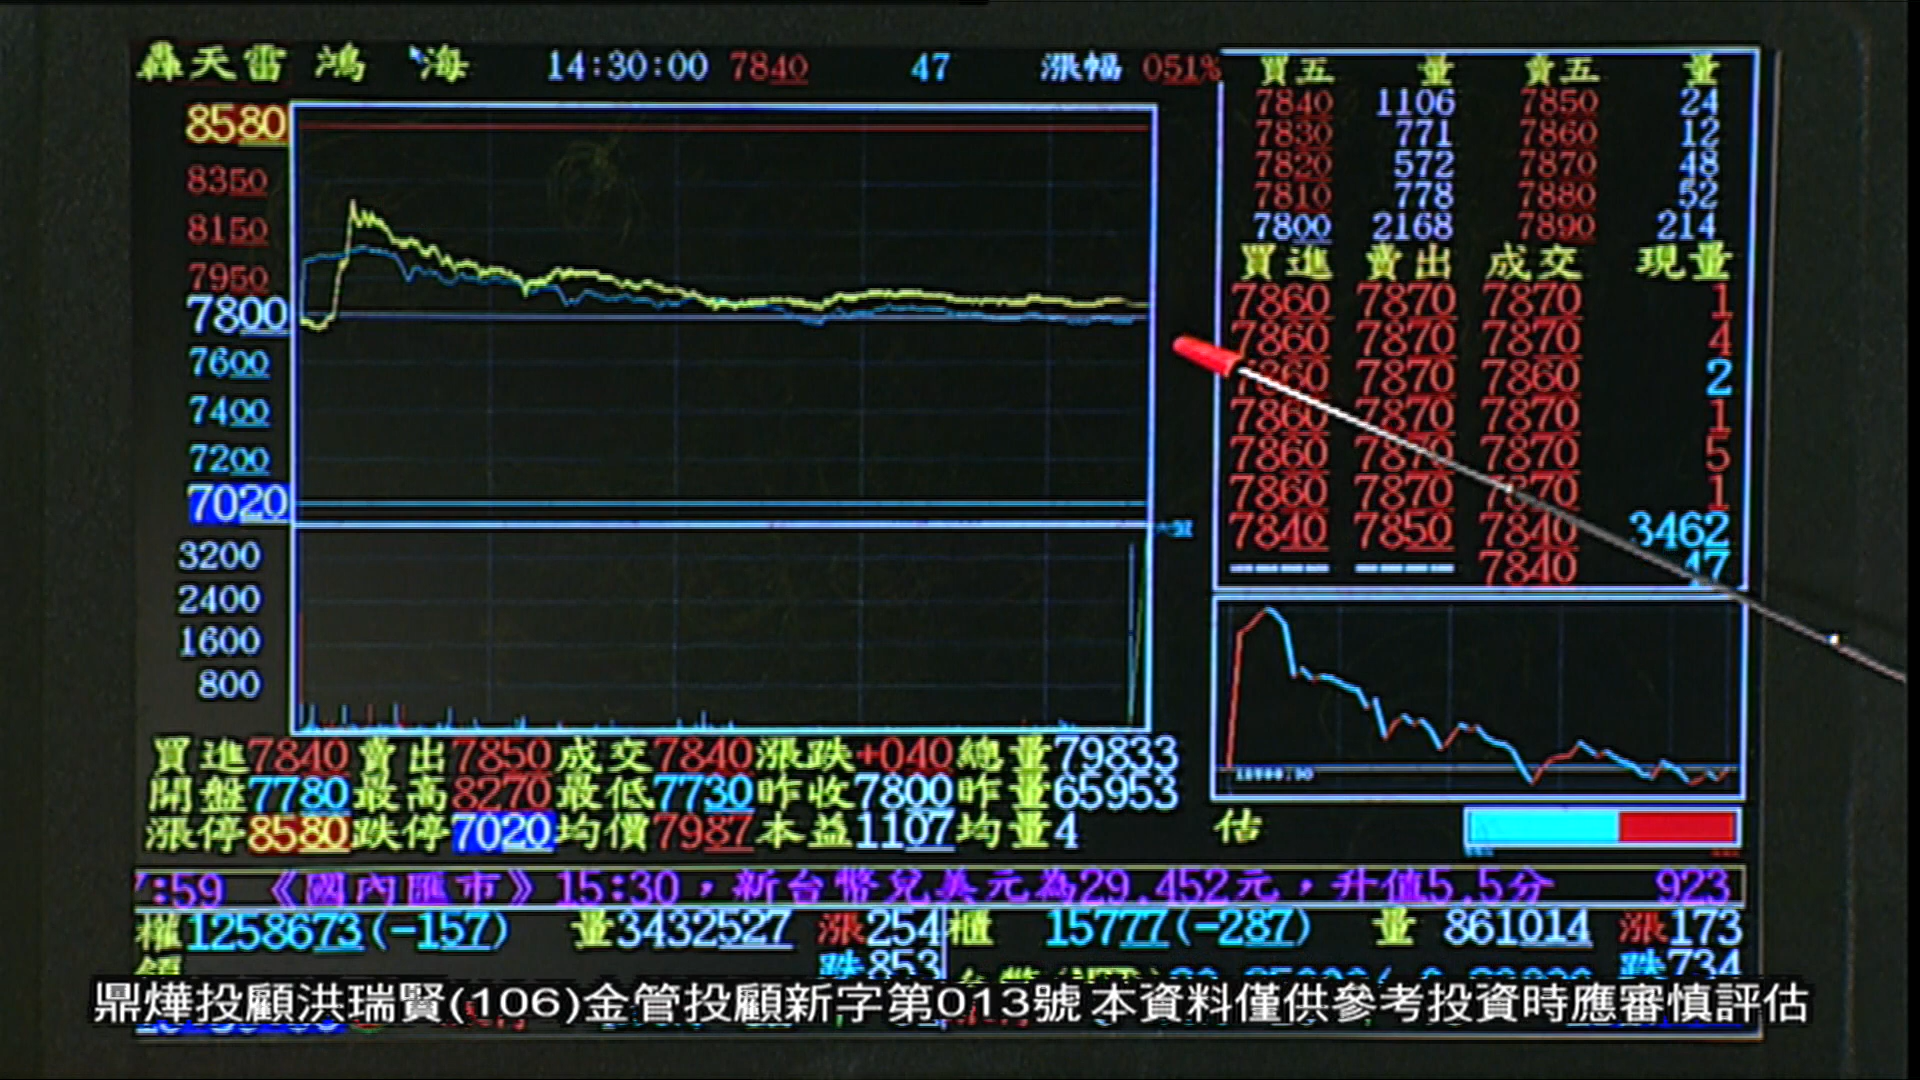 轟天雷 鴻 海 14:30:00 7840 47 漲幅 051%
買五 量 賣五 量
7840 1106 7850 24
7830 771 7860 12
7820 572 7870 48
7810 778 7880 52
7800 2168 7890 214
買進 賣出 成交 現量
7860 7870 7870 1
7860 7870 7870 4
7860 7870 7860 2
7860 7870 7870 1
7860 7870 7870 5
7860 7870 7870 1
7840 7850 7840 3462
7840 47
8580
8350
8150
7950
7800
7600
7400
7200
7020
3200
2400
1600
800
買進7840賣出7850成交7840漲跌+040總量79833
開盤7780最高8270最低7730昨收7800昨量65953
漲停8580跌停7020均價7987本益1107均量4
估
7:59 《國內匯市》15:30，新台幣兌美元為29.452元，升值5.5分 923
權1258673(-157) 量3432527 漲254 櫃 15777(-287) 量 861014 漲173
跌853 跌734
鼎燁投顧洪瑞賢(106)金管投顧新字第013號 本資料僅供參考投資時應審慎評估